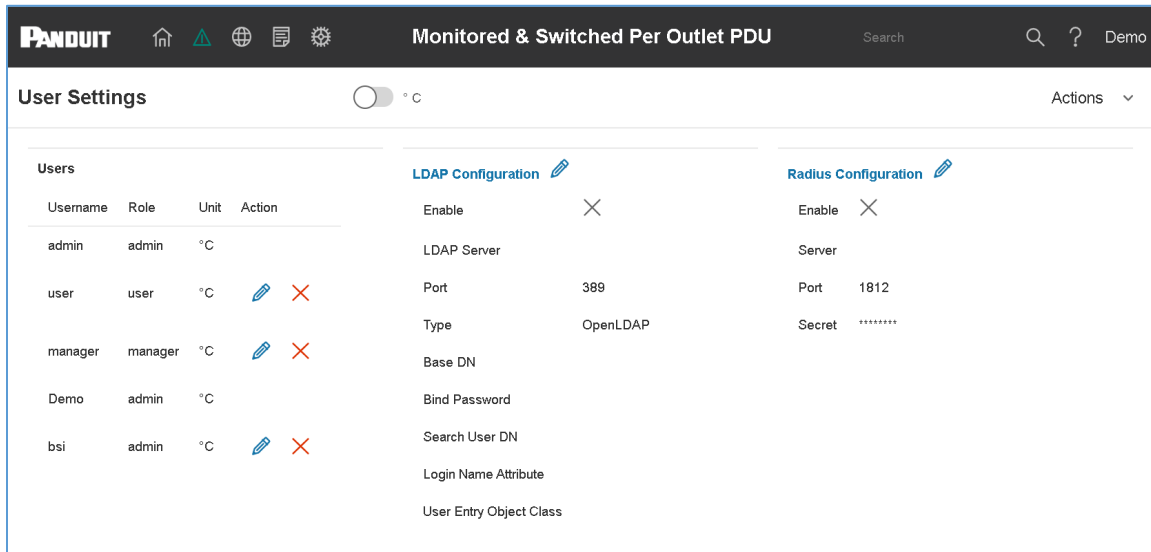 PANDUIT Monitored & Switched Per Outlet PDU Search ? Demo
User Settings ° C Actions
Users
Username Role Unit Action
admin admin °C
user user °C
manager manager °C
Demo admin °C
bsi admin °C
LDAP Configuration
Enable
LDAP Server
Port 389
Type OpenLDAP
Base DN
Bind Password
Search User DN
Login Name Attribute
User Entry Object Class
Radius Configuration
Enable
Server
Port 1812
Secret ********